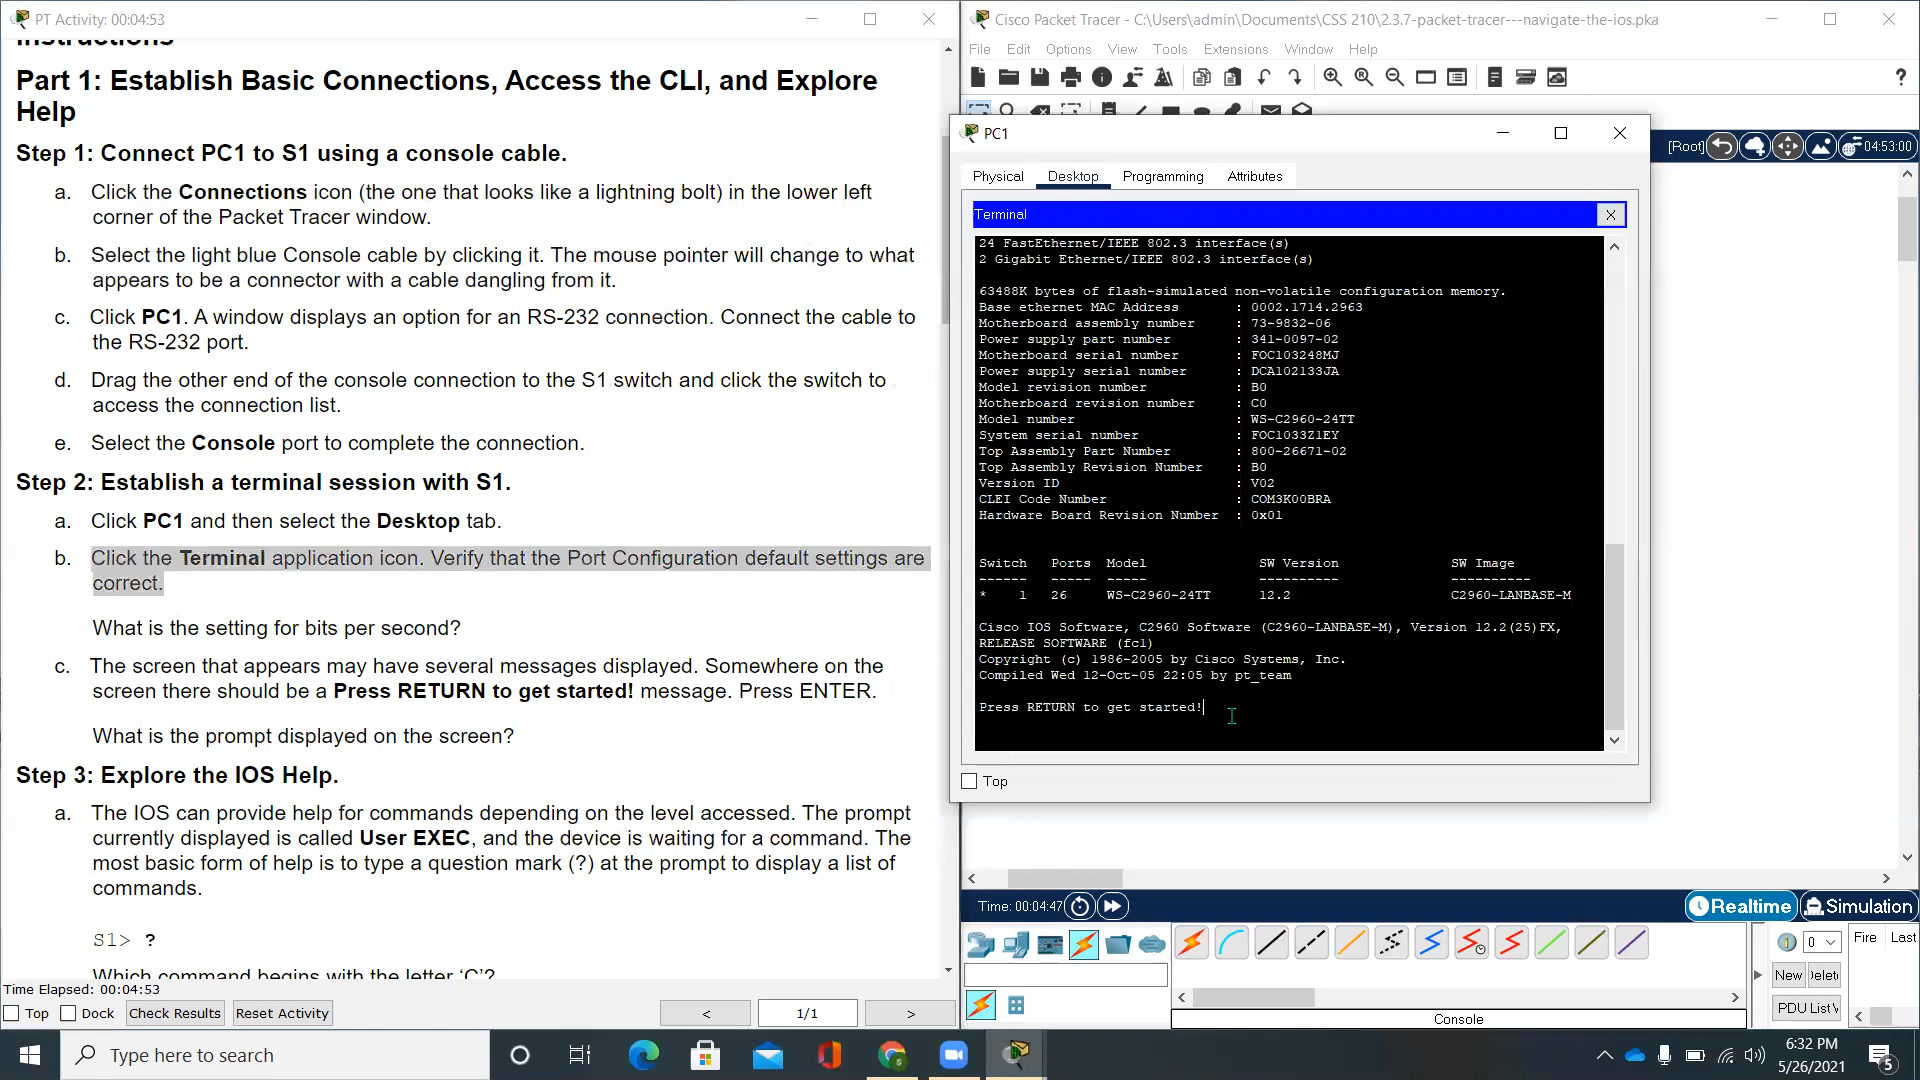 PT Activity: 00:04:53
Instructions
Part 1: Establish Basic Connections, Access the CLI, and Explore
Help
Step 1: Connect PC1 to S1 using a console cable.
a. Click the Connections icon (the one that looks like a lightning bolt) in the lower left
corner of the Packet Tracer window.
b. Select the light blue Console cable by clicking it. The mouse pointer will change to what
appears to be a connector with a cable dangling from it.
c. Click PC1. A window displays an option for an RS-232 connection. Connect the cable to
the RS-232 port.
d. Drag the other end of the console connection to the S1 switch and click the switch to
access the connection list.
e. Select the Console port to complete the connection.
Step 2: Establish a terminal session with S1.
a. Click PC1 and then select the Desktop tab.
b. Click the Terminal application icon. Verify that the Port Configuration default settings are
correct.
What is the setting for bits per second?
c. The screen that appears may have several messages displayed. Somewhere on the
screen there should be a Press RETURN to get started! message. Press ENTER.
What is the prompt displayed on the screen?
Step 3: Explore the IOS Help.
a. The IOS can provide help for commands depending on the level accessed. The prompt
currently displayed is called User EXEC, and the device is waiting for a command. The
most basic form of help is to type a question mark (?) at the prompt to display a list of
commands.
S1> ?
Which command begins with the letter ‘C’?
Time Elapsed: 00:04:53
Top Dock Check Results Reset Activity < 1/1 >
Cisco Packet Tracer - C:\Users\admin\Documents\CSS 210\2.3.7-packet-tracer---navigate-the-ios.pka
File Edit Options View Tools Extensions Window Help
?
[Root] 04:53:00
PC1
Physical Desktop Programming Attributes
Terminal
X
24 FastEthernet/IEEE 802.3 interface(s)
2 Gigabit Ethernet/IEEE 802.3 interface(s)
63488K bytes of flash-simulated non-volatile configuration memory.
Base ethernet MAC Address : 0002.1714.2963
Motherboard assembly number : 73-9832-06
Power supply part number : 341-0097-02
Motherboard serial number : FOC103248MJ
Power supply serial number : DCA102133JA
Model revision number : B0
Motherboard revision number : C0
Model number : WS-C2960-24TT
System serial number : FOC1033Z1EY
Top Assembly Part Number : 800-26671-02
Top Assembly Revision Number : B0
Version ID : V02
CLEI Code Number : COM3K00BRA
Hardware Board Revision Number : 0x01
Switch Ports Model SW Version SW Image
------ ----- ----- ---------- ----------
* 1 26 WS-C2960-24TT 12.2 C2960-LANBASE-M
Cisco IOS Software, C2960 Software (C2960-LANBASE-M), Version 12.2(25)FX,
RELEASE SOFTWARE (fc1)
Copyright (c) 1986-2005 by Cisco Systems, Inc.
Compiled Wed 12-Oct-05 22:05 by pt_team
Press RETURN to get started!
Top
Time: 00:04:47
Realtime Simulation
0
Fire Last
New
PDU List
Console
Type here to search
6:32 PM
5/26/2021
5